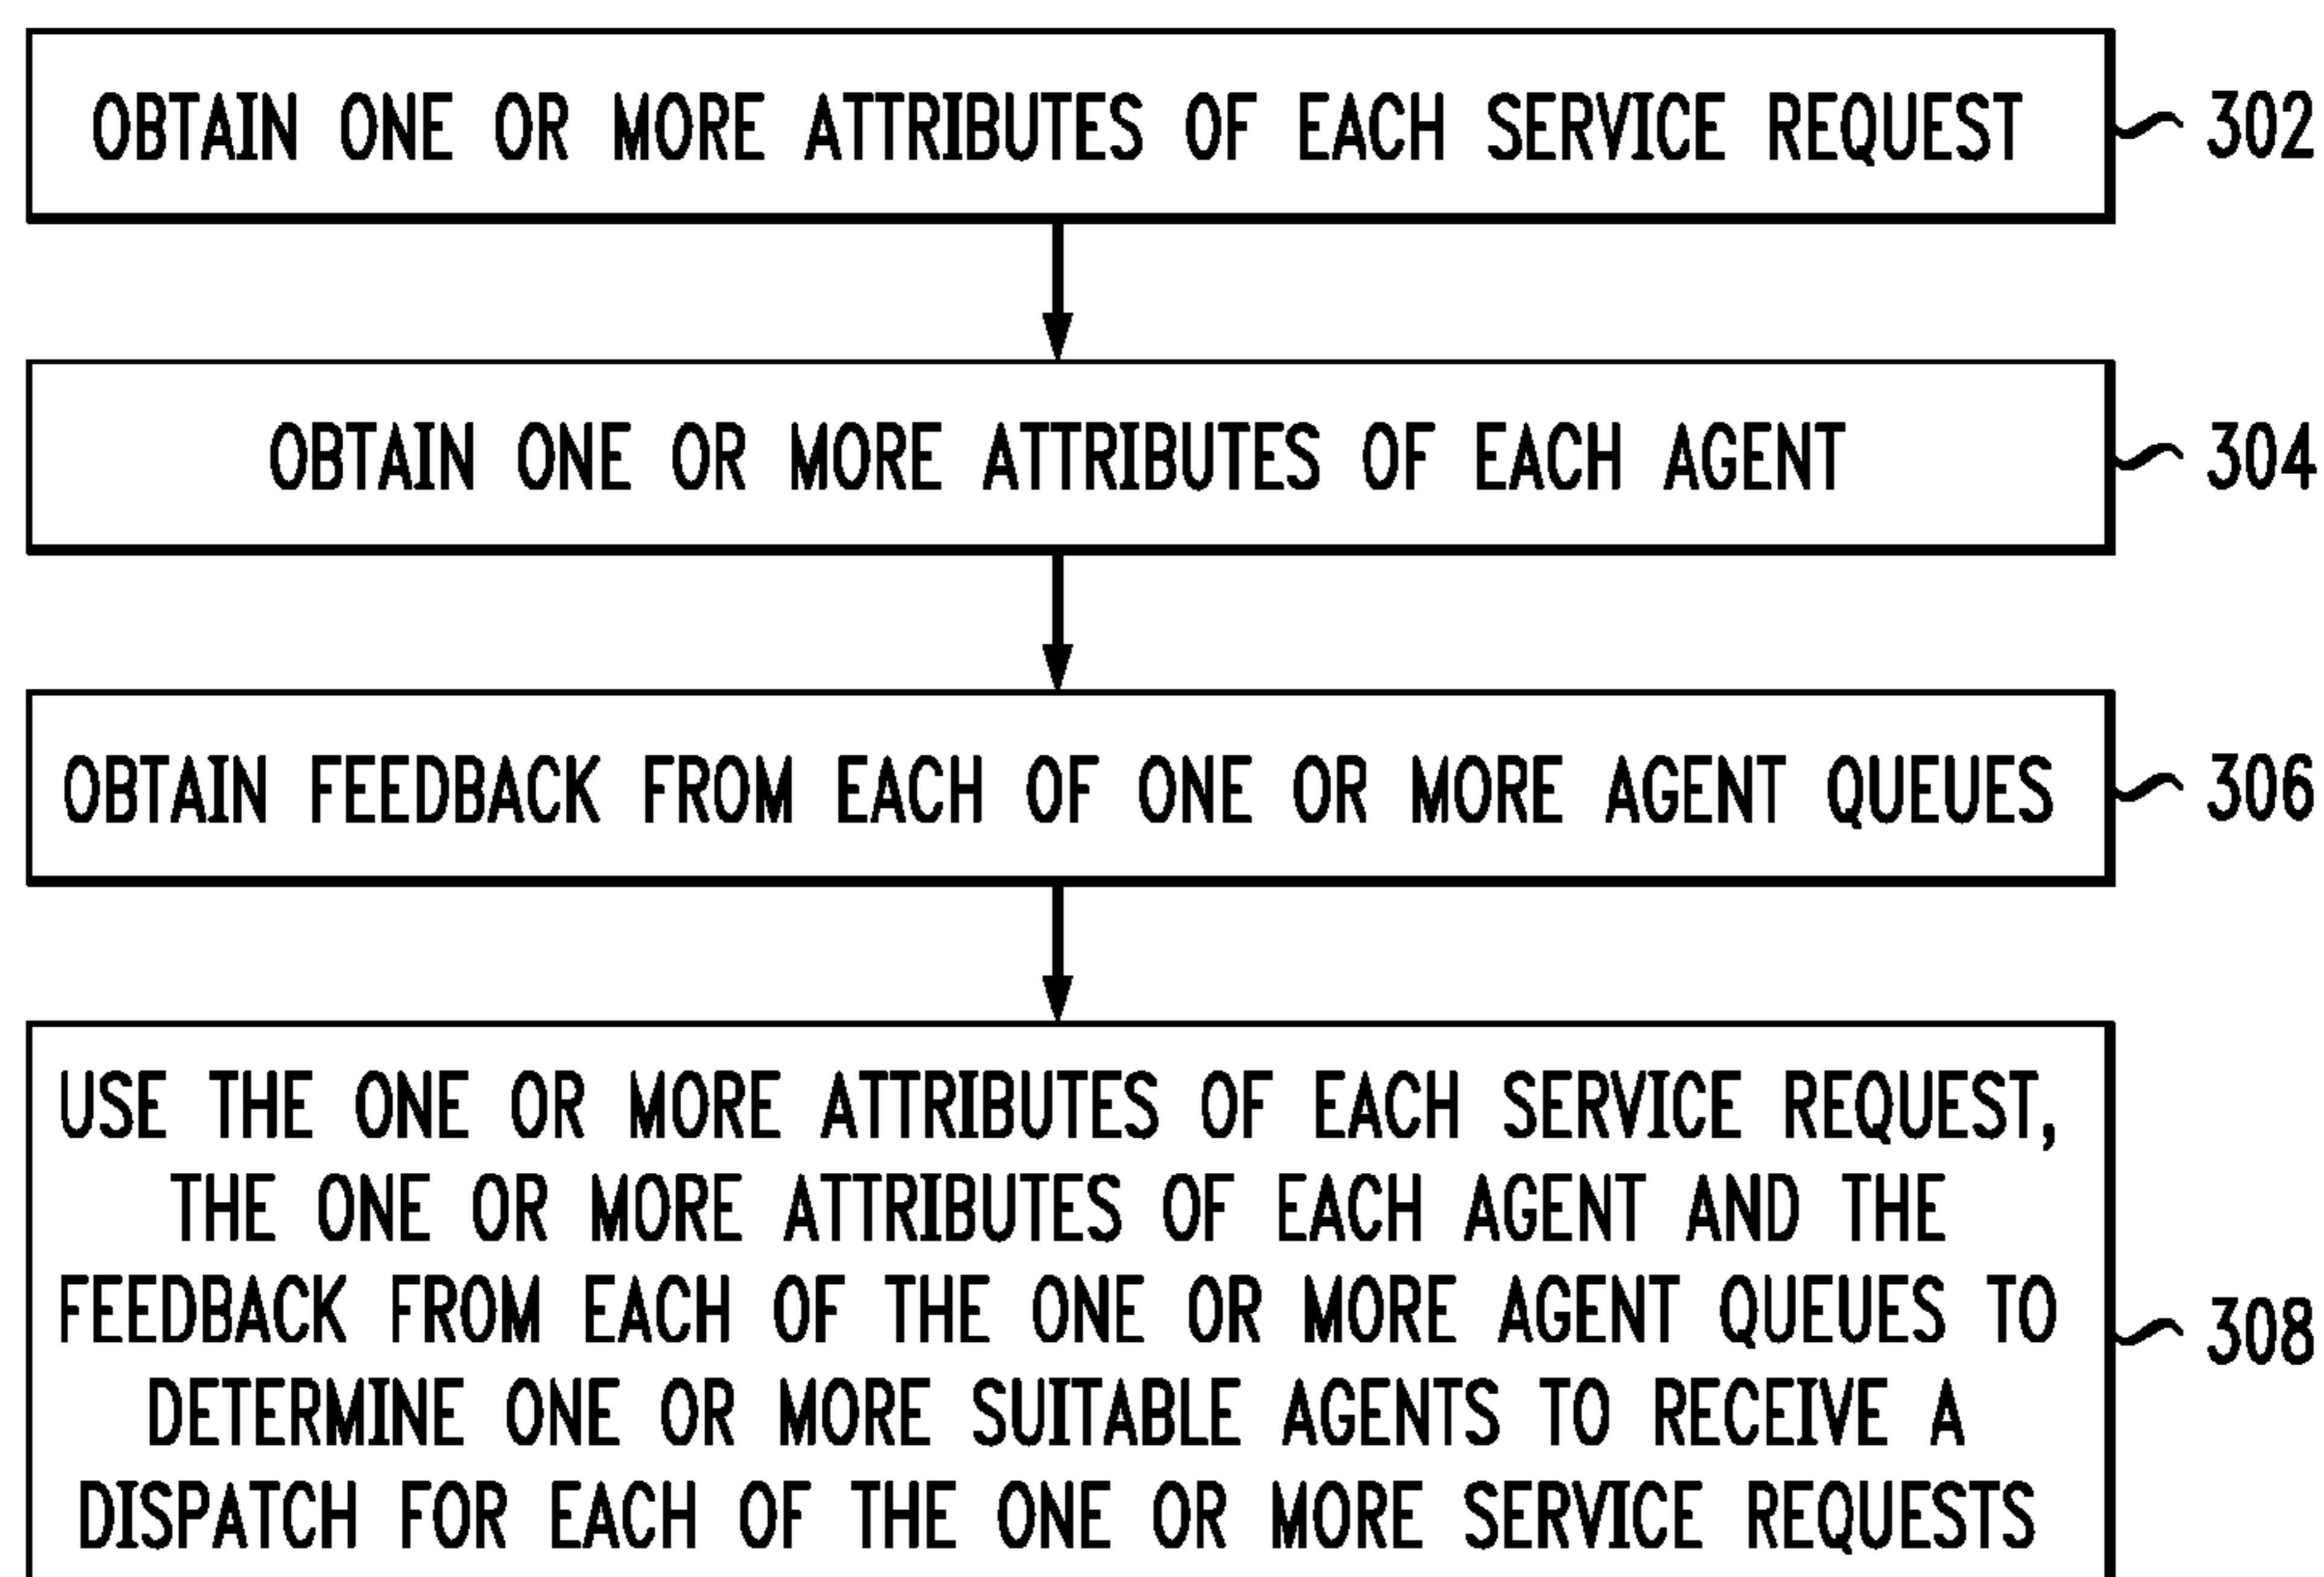 OBTAIN ONE OR MORE ATTRIBUTES OF EACH SERVICE REQUEST
302
OBTAIN ONE OR MORE ATTRIBUTES OF EACH AGENT
304
OBTAIN FEEDBACK FROM EACH OF ONE OR MORE AGENT QUEUES
306
USE THE ONE OR MORE ATTRIBUTES OF EACH SERVICE REQUEST,
THE ONE OR MORE ATTRIBUTES OF EACH AGENT AND THE
FEEDBACK FROM EACH OF THE ONE OR MORE AGENT QUEUES TO
DETERMINE ONE OR MORE SUITABLE AGENTS TO RECEIVE A
DISPATCH FOR EACH OF THE ONE OR MORE SERVICE REQUESTS
308